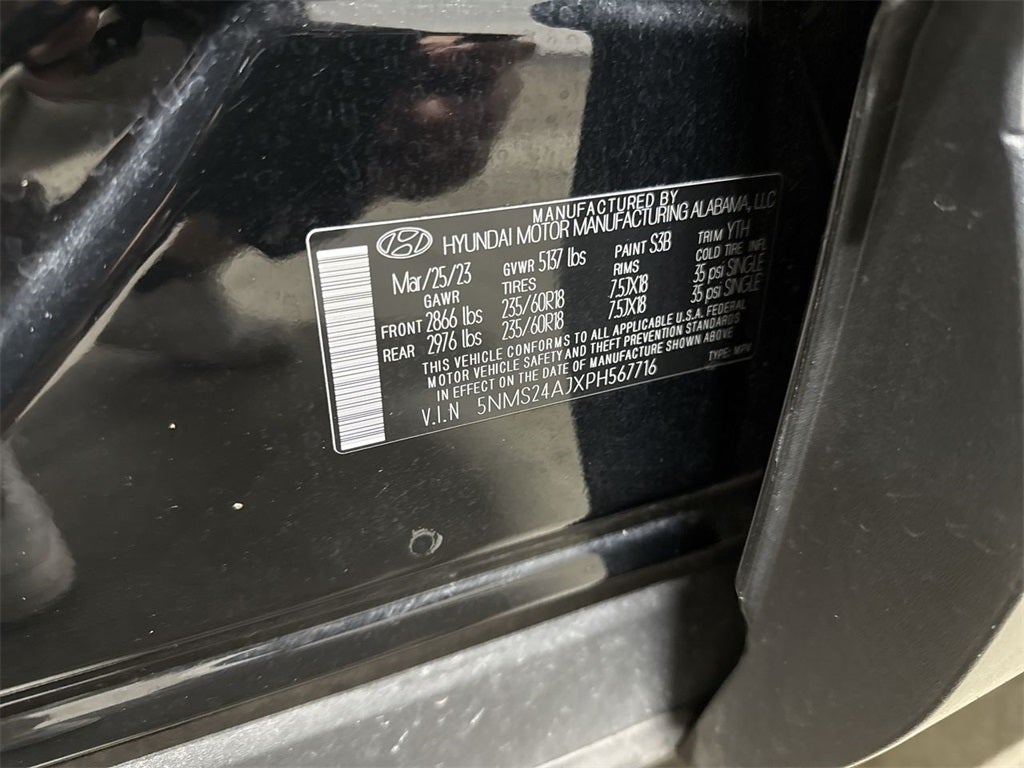 MANUFACTURED BY
HYUNDAI MOTOR MANUFACTURING ALABAMA, LLC
Mar/25/23 GVWR 5137 lbs PAINT S3B TRIM YTH
GAWR TIRES RIMS COLD TIRE INFL
FRONT 2866 lbs 235/60R18 7.5JX18 35 psi SINGLE
REAR 2976 lbs 235/60R18 7.5JX18 35 psi SINGLE
THIS VEHICLE CONFORMS TO ALL APPLICABLE U.S.A. FEDERAL
MOTOR VEHICLE SAFETY AND THEFT PREVENTION STANDARDS
IN EFFECT ON THE DATE OF MANUFACTURE SHOWN ABOVE
V.I.N 5NMS24AJXPH567716 TYPE: MPV